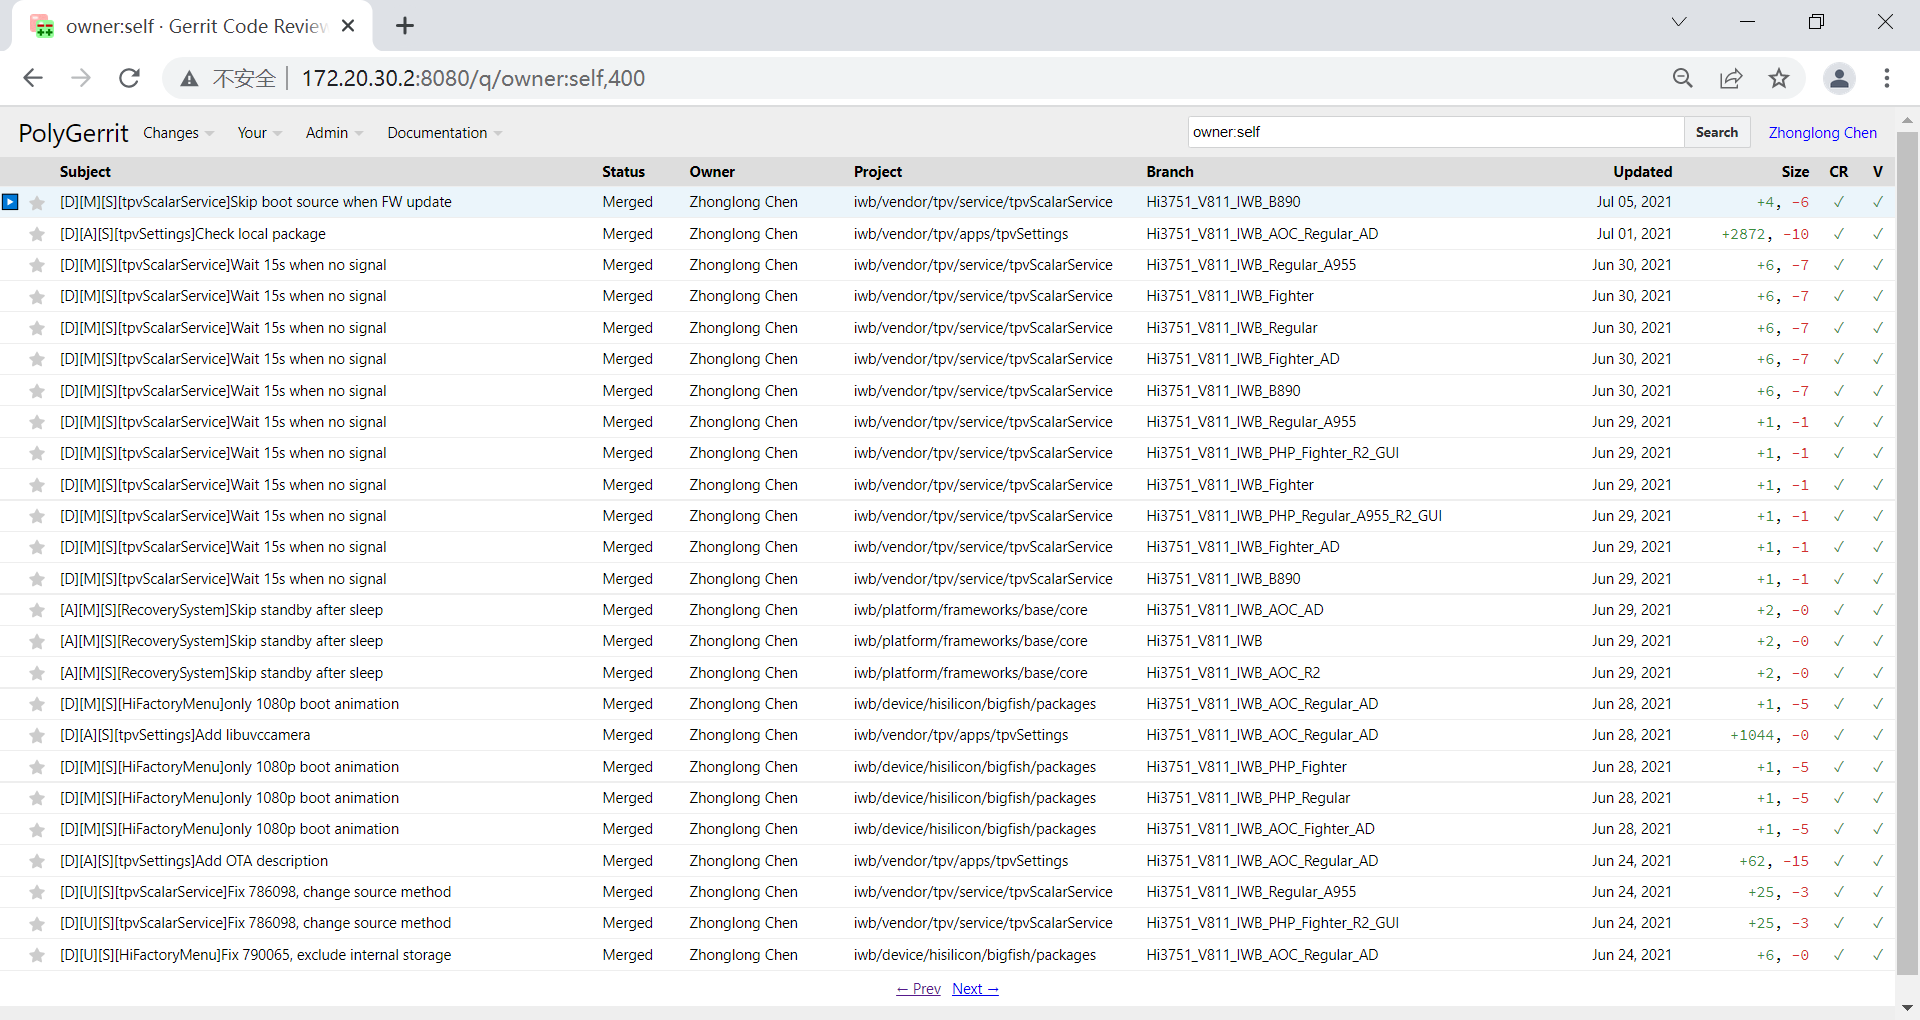 owner:self · Gerrit Code Review
不安全 172.20.30.2:8080/q/owner:self,400
PolyGerrit Changes Your Admin Documentation owner:self Search Zhonglong Chen
Subject Status Owner Project Branch Updated Size CR V
[D][M][S][tpvScalarService]Skip boot source when FW update Merged Zhonglong Chen iwb/vendor/tpv/service/tpvScalarService Hi3751_V811_IWB_B890 Jul 05, 2021 +4, -6 ✓ ✓
[D][A][S][tpvSettings]Check local package Merged Zhonglong Chen iwb/vendor/tpv/apps/tpvSettings Hi3751_V811_IWB_AOC_Regular_AD Jul 01, 2021 +2872, -10 ✓ ✓
[D][M][S][tpvScalarService]Wait 15s when no signal Merged Zhonglong Chen iwb/vendor/tpv/service/tpvScalarService Hi3751_V811_IWB_Regular_A955 Jun 30, 2021 +6, -7 ✓ ✓
[D][M][S][tpvScalarService]Wait 15s when no signal Merged Zhonglong Chen iwb/vendor/tpv/service/tpvScalarService Hi3751_V811_IWB_Fighter Jun 30, 2021 +6, -7 ✓ ✓
[D][M][S][tpvScalarService]Wait 15s when no signal Merged Zhonglong Chen iwb/vendor/tpv/service/tpvScalarService Hi3751_V811_IWB_Regular Jun 30, 2021 +6, -7 ✓ ✓
[D][M][S][tpvScalarService]Wait 15s when no signal Merged Zhonglong Chen iwb/vendor/tpv/service/tpvScalarService Hi3751_V811_IWB_Fighter_AD Jun 30, 2021 +6, -7 ✓ ✓
[D][M][S][tpvScalarService]Wait 15s when no signal Merged Zhonglong Chen iwb/vendor/tpv/service/tpvScalarService Hi3751_V811_IWB_B890 Jun 30, 2021 +6, -7 ✓ ✓
[D][M][S][tpvScalarService]Wait 15s when no signal Merged Zhonglong Chen iwb/vendor/tpv/service/tpvScalarService Hi3751_V811_IWB_Regular_A955 Jun 29, 2021 +1, -1 ✓ ✓
[D][M][S][tpvScalarService]Wait 15s when no signal Merged Zhonglong Chen iwb/vendor/tpv/service/tpvScalarService Hi3751_V811_IWB_PHP_Fighter_R2_GUI Jun 29, 2021 +1, -1 ✓ ✓
[D][M][S][tpvScalarService]Wait 15s when no signal Merged Zhonglong Chen iwb/vendor/tpv/service/tpvScalarService Hi3751_V811_IWB_Fighter Jun 29, 2021 +1, -1 ✓ ✓
[D][M][S][tpvScalarService]Wait 15s when no signal Merged Zhonglong Chen iwb/vendor/tpv/service/tpvScalarService Hi3751_V811_IWB_PHP_Regular_A955_R2_GUI Jun 29, 2021 +1, -1 ✓ ✓
[D][M][S][tpvScalarService]Wait 15s when no signal Merged Zhonglong Chen iwb/vendor/tpv/service/tpvScalarService Hi3751_V811_IWB_Fighter_AD Jun 29, 2021 +1, -1 ✓ ✓
[D][M][S][tpvScalarService]Wait 15s when no signal Merged Zhonglong Chen iwb/vendor/tpv/service/tpvScalarService Hi3751_V811_IWB_B890 Jun 29, 2021 +1, -1 ✓ ✓
[A][M][S][RecoverySystem]Skip standby after sleep Merged Zhonglong Chen iwb/platform/frameworks/base/core Hi3751_V811_IWB_AOC_AD Jun 29, 2021 +2, -0 ✓ ✓
[A][M][S][RecoverySystem]Skip standby after sleep Merged Zhonglong Chen iwb/platform/frameworks/base/core Hi3751_V811_IWB Jun 29, 2021 +2, -0 ✓ ✓
[A][M][S][RecoverySystem]Skip standby after sleep Merged Zhonglong Chen iwb/platform/frameworks/base/core Hi3751_V811_IWB_AOC_R2 Jun 29, 2021 +2, -0 ✓ ✓
[D][M][S][HiFactoryMenu]only 1080p boot animation Merged Zhonglong Chen iwb/device/hisilicon/bigfish/packages Hi3751_V811_IWB_AOC_Regular_AD Jun 28, 2021 +1, -5 ✓ ✓
[D][A][S][tpvSettings]Add libuvccamera Merged Zhonglong Chen iwb/vendor/tpv/apps/tpvSettings Hi3751_V811_IWB_AOC_Regular_AD Jun 28, 2021 +1044, -0 ✓ ✓
[D][M][S][HiFactoryMenu]only 1080p boot animation Merged Zhonglong Chen iwb/device/hisilicon/bigfish/packages Hi3751_V811_IWB_PHP_Fighter Jun 28, 2021 +1, -5 ✓ ✓
[D][M][S][HiFactoryMenu]only 1080p boot animation Merged Zhonglong Chen iwb/device/hisilicon/bigfish/packages Hi3751_V811_IWB_PHP_Regular Jun 28, 2021 +1, -5 ✓ ✓
[D][M][S][HiFactoryMenu]only 1080p boot animation Merged Zhonglong Chen iwb/device/hisilicon/bigfish/packages Hi3751_V811_IWB_AOC_Fighter_AD Jun 28, 2021 +1, -5 ✓ ✓
[D][A][S][tpvSettings]Add OTA description Merged Zhonglong Chen iwb/vendor/tpv/apps/tpvSettings Hi3751_V811_IWB_AOC_Regular_AD Jun 24, 2021 +62, -15 ✓ ✓
[D][U][S][tpvScalarService]Fix 786098, change source method Merged Zhonglong Chen iwb/vendor/tpv/service/tpvScalarService Hi3751_V811_IWB_Regular_A955 Jun 24, 2021 +25, -3 ✓ ✓
[D][U][S][tpvScalarService]Fix 786098, change source method Merged Zhonglong Chen iwb/vendor/tpv/service/tpvScalarService Hi3751_V811_IWB_PHP_Fighter_R2_GUI Jun 24, 2021 +25, -3 ✓ ✓
[D][U][S][HiFactoryMenu]Fix 790065, exclude internal storage Merged Zhonglong Chen iwb/device/hisilicon/bigfish/packages Hi3751_V811_IWB_AOC_Regular_AD Jun 24, 2021 +6, -0 ✓ ✓
← Prev Next →